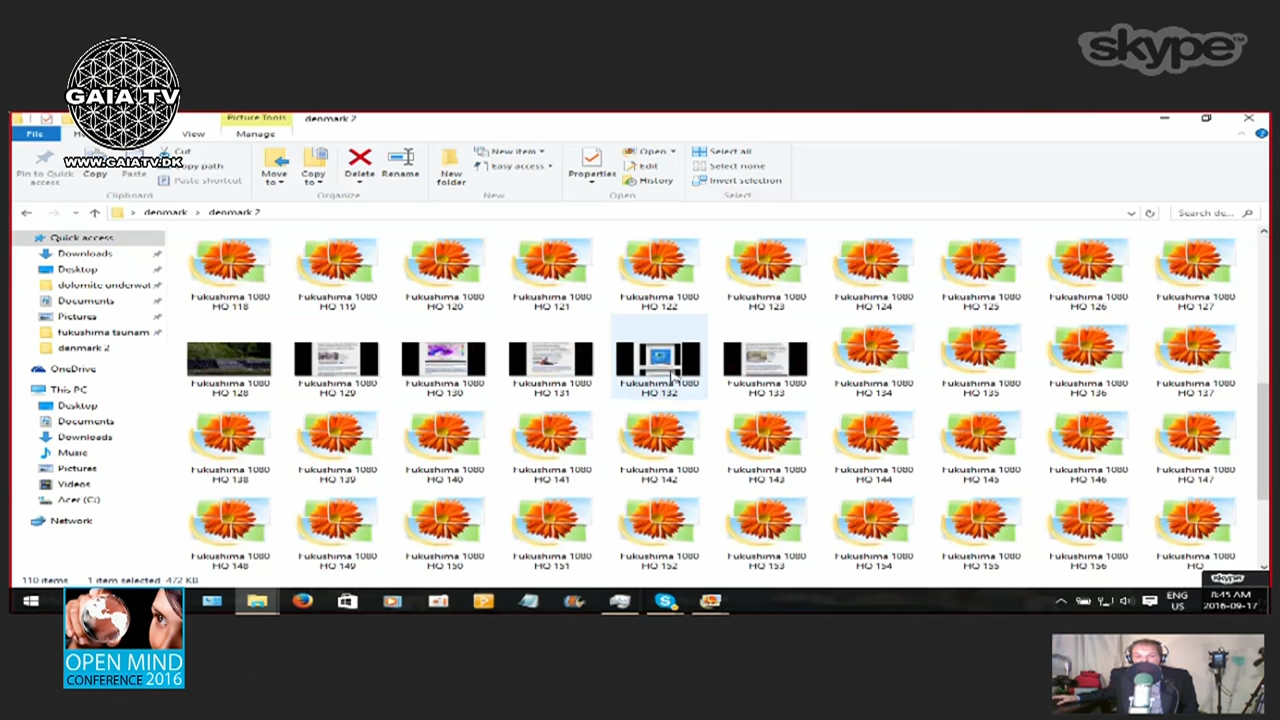 skype™
GAIA TV
WWW.GAIATV.DK
Picture Tools
denmark 2
File
View
Manage
Cut
Copy path
Paste shortcut
Pin to Quick access
Copy
Paste
Clipboard
Move to
Copy to
Delete
Rename
Organize
New folder
New item
Easy access
New
Properties
Open
Edit
History
Open
Select all
Select none
Invert selection
Select
denmark > denmark 2
Search de...
Quick access
Downloads
Desktop
dolomite underwat
Documents
Pictures
fukushima tsunam
denmark 2
OneDrive
This PC
Desktop
Documents
Downloads
Music
Pictures
Videos
Acer (C:)
Network
Fukushima 1080 HQ 118
Fukushima 1080 HQ 119
Fukushima 1080 HQ 120
Fukushima 1080 HQ 121
Fukushima 1080 HQ 122
Fukushima 1080 HQ 123
Fukushima 1080 HQ 124
Fukushima 1080 HQ 125
Fukushima 1080 HQ 126
Fukushima 1080 HQ 127
Fukushima 1080 HQ 128
Fukushima 1080 HQ 129
Fukushima 1080 HQ 130
Fukushima 1080 HQ 131
Fukushima 1080 HQ 132
Fukushima 1080 HQ 133
Fukushima 1080 HQ 134
Fukushima 1080 HQ 135
Fukushima 1080 HQ 136
Fukushima 1080 HQ 137
Fukushima 1080 HQ 138
Fukushima 1080 HQ 139
Fukushima 1080 HQ 140
Fukushima 1080 HQ 141
Fukushima 1080 HQ 142
Fukushima 1080 HQ 143
Fukushima 1080 HQ 144
Fukushima 1080 HQ 145
Fukushima 1080 HQ 146
Fukushima 1080 HQ 147
Fukushima 1080 HQ 148
Fukushima 1080 HQ 149
Fukushima 1080 HQ 150
Fukushima 1080 HQ 151
Fukushima 1080 HQ 152
Fukushima 1080 HQ 153
Fukushima 1080 HQ 154
Fukushima 1080 HQ 155
Fukushima 1080 HQ 156
Fukushima 1080 HQ
110 items
1 item selected 472 KB
skype
ENG
US
8:45 AM
2016-09-17
OPEN MIND
CONFERENCE 2016